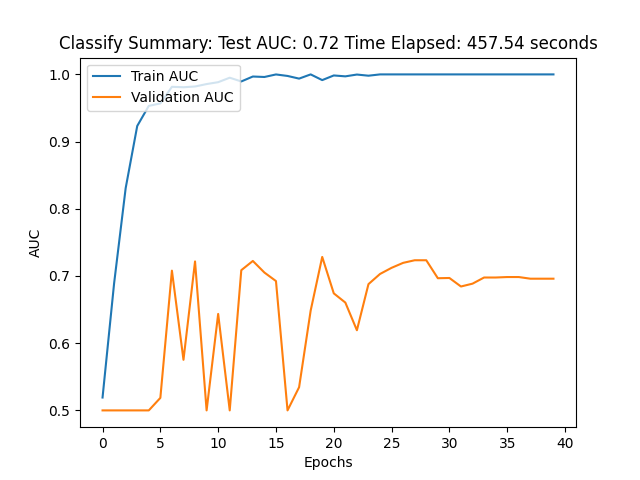 Classify Summary: Test AUC: 0.72 Time Elapsed: 457.54 seconds
Train AUC
Validation AUC
1.0
0.9
0.8
0.7
0.6
0.5
AUC
0 5 10 15 20 25 30 35 40
Epochs